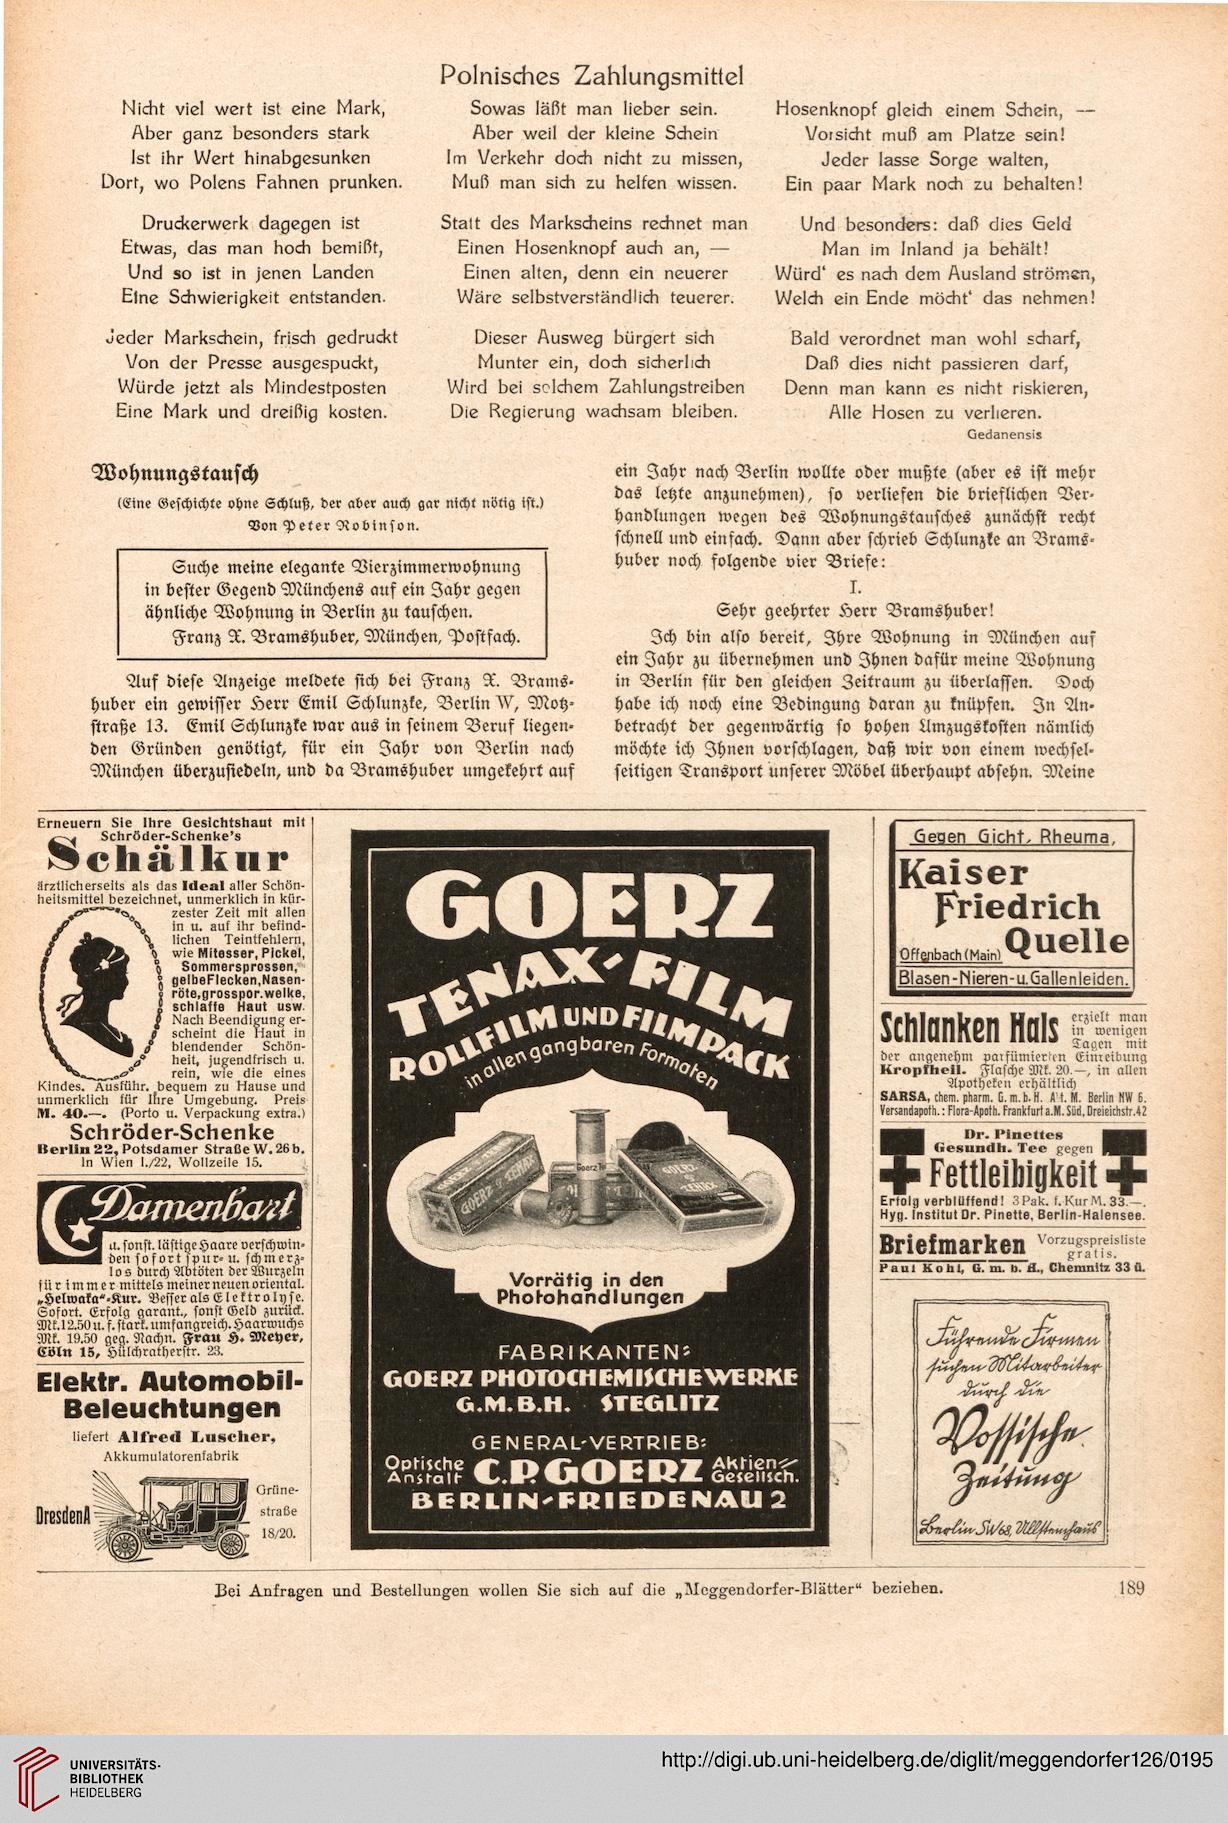 Polnisches Zahlungsmittel
Nicht viel wert ist eine Mark,
Aber ganz besonders stark
Ist ihr Wert hinabgesunken
Dort, wo Polens Fahnen prunken.
Druckerwerk dagegen ist
Etwas, das man hoch bemißt,
Und so ist in jenen Landen
Eine Schwierigkeit entstanden.
Jeder Markschein, frisch gedruckt
Von der Presse ausgespuckt,
Würde jetzt als Mindestposten
Eine Mark und dreißig kosten.
Sowas läßt man lieber sein.
Aber weil der kleine Schein
Im Verkehr doch nicht zu missen,
Muß man sich zu helfen wissen.
Statt des Markscheins rechnet man
Einen Hosenknopf auch an, —
Einen alten, denn ein neuerer
Wäre selbstverständlich teuerer.
Dieser Ausweg bürgert sich
Munter ein, doch sicherlich
Wird bei solchem Zahlungstreiben
Die Regierung wachsam bleiben.
Hosenknopf gleich einem Schein, —
Vorsicht muß am Platze sein!
Jeder lasse Sorge walten,
Ein paar Mark noch zu behalten!
Und besonders: daß dies Geld
Man im Inland ja behält!
Würd' es nach dem Ausland strömen,
Welch ein Ende möcht' das nehmen!
Bald verordnet man wohl scharf,
Daß dies nicht passieren darf,
Denn man kann es nicht riskieren,
Alle Hosen zu verlieren.
Gedanensis
Wohnungstausch
(Eine Geschichte ohne Schluß, der aber auch gar nicht nötig ist.)
Von Peter Robinson.
Suche meine elegante Vierzimmerwohnung
in bester Gegend Münchens auf ein Jahr gegen
ähnliche Wohnung in Berlin zu tauschen.
Franz X. Bramshuber, München, Postfach.
Auf diese Anzeige meldete sich bei Franz X. Brams-
huber ein gewisser Herr Emil Schlunzke, Berlin W, Motz-
straße 13. Emil Schlunzke war aus in seinem Beruf liegen-
den Gründen genötigt, für ein Jahr von Berlin nach
München überzusiedeln, und da Bramshuber umgekehrt auf
ein Jahr nach Berlin wollte oder mußte (aber es ist mehr
das letzte anzunehmen), so verliefen die brieflichen Ver-
handlungen wegen des Wohnungstausches zunächst recht
schnell und einfach. Dann aber schrieb Schlunzke an Brams-
huber noch folgende vier Briefe:
I.
Sehr geehrter Herr Bramshuber!
Ich bin also bereit, Ihre Wohnung in München auf
ein Jahr zu übernehmen und Ihnen dafür meine Wohnung
in Berlin für den gleichen Zeitraum zu überlassen. Doch
habe ich noch eine Bedingung daran zu knüpfen. In An-
betracht der gegenwärtig so hohen Umzugskosten nämlich
möchte ich Ihnen vorschlagen, daß wir von einem wechsel-
seitigen Transport unserer Möbel überhaupt absehn. Meine
Erneuern Sie Ihre Gesichtshaut mit
Schröder-Schenke's
Schälkur
ärztlicherseits als das Ideal aller Schön-
heitsmittel bezeichnet, unmerklich in kür-
zester Zeit mit allen
in u. auf ihr befind-
lichen Teintfehlern,
wie Mitesser, Pickel,
Sommersprossen,
gelbe Flecken, Nasen-
röte, grosspor. welke,
schlaffe Haut usw.
Nach Beendigung er-
scheint die Haut in
blendender Schön-
heit, jugendfrisch u.
rein, wie die eines
Kindes. Ausführ. bequem zu Hause und
unmerklich für Ihre Umgebung. Preis
M. 40.—. (Porto u. Verpackung extra.)
Schröder-Schenke
Berlin 22, Potsdamer Straße W. 26 b.
In Wien I./22, Wollzeile 15.
Damenbart
u. sonst. lästige Haare verschwin-
den sofort spur- u. schmerz-
los durch Abtöten der Wurzeln
für immer mittels meiner neuen oriental.
„Helwaka“-Kur. Besser als Elektrolyse.
Sofort. Erfolg garant., sonst Geld zurück.
Mk. 12.50 u. f. stark. umfangreich. Haarwuchs
Mk. 19.50 geg. Nachn. Frau H. Meyer,
Cöln 15, Hülchratherstr. 23.
Elektr. Automobil-
Beleuchtungen
liefert Alfred Luscher,
Akkumulatorenfabrik
Dresden A
Grüne-
straße
18/20.
GOERZ
TENAX-FILM
ROLLFILM UND FILMPACK
in allen gangbaren Formaten
Vorrätig in den
Photohandlungen
FABRIKANTEN:
GOERZ PHOTOCHEMISCHE WERKE
G.M.B.H. STEGLITZ
GENERAL-VERTRIEB:
Optische Anstalt C.P. GOERZ Aktien- Gesellsch.
BERLIN-FRIEDENAU 2
Gegen Gicht, Rheuma,
Kaiser
Friedrich
Quelle
Offenbach (Main)
Blasen-Nieren-u. Gallenleiden.
Schlanken Hals erzielt man
in wenigen
Tagen mit
der angenehm parfümierten Einreibung
Kropfheil. Flasche Mk. 20.—, in allen
Apotheken erhältlich
SARSA, chem. pharm. G. m. b. H. Abt. M. Berlin NW 6.
Versandapoth.: Flora-Apoth. Frankfurt a. M. Süd, Dreieichstr. 42
Dr. Pinettes
Gesundh. Tee gegen
Fettleibigkeit
Erfolg verblüffend! 3 Pak. f. Kur M. 33.—.
Hyg. Institut Dr. Pinette, Berlin-Halensee.
Briefmarken Vorzugspreisliste
gratis.
Paul Kohl, G. m. b. H., Chemnitz 33 ü.
Führende Firmen
suchen Mitarbeiter
durch die
Vossische
Zeitung
Berlin SW 68, Ullsteinhaus
Bei Anfragen und Bestellungen wollen Sie sich auf die „Meggendorfer-Blätter“ beziehen.
189
UNIVERSITÄTS-
BIBLIOTHEK
HEIDELBERG
http://digi.ub.uni-heidelberg.de/diglit/meggendorfer126/0195